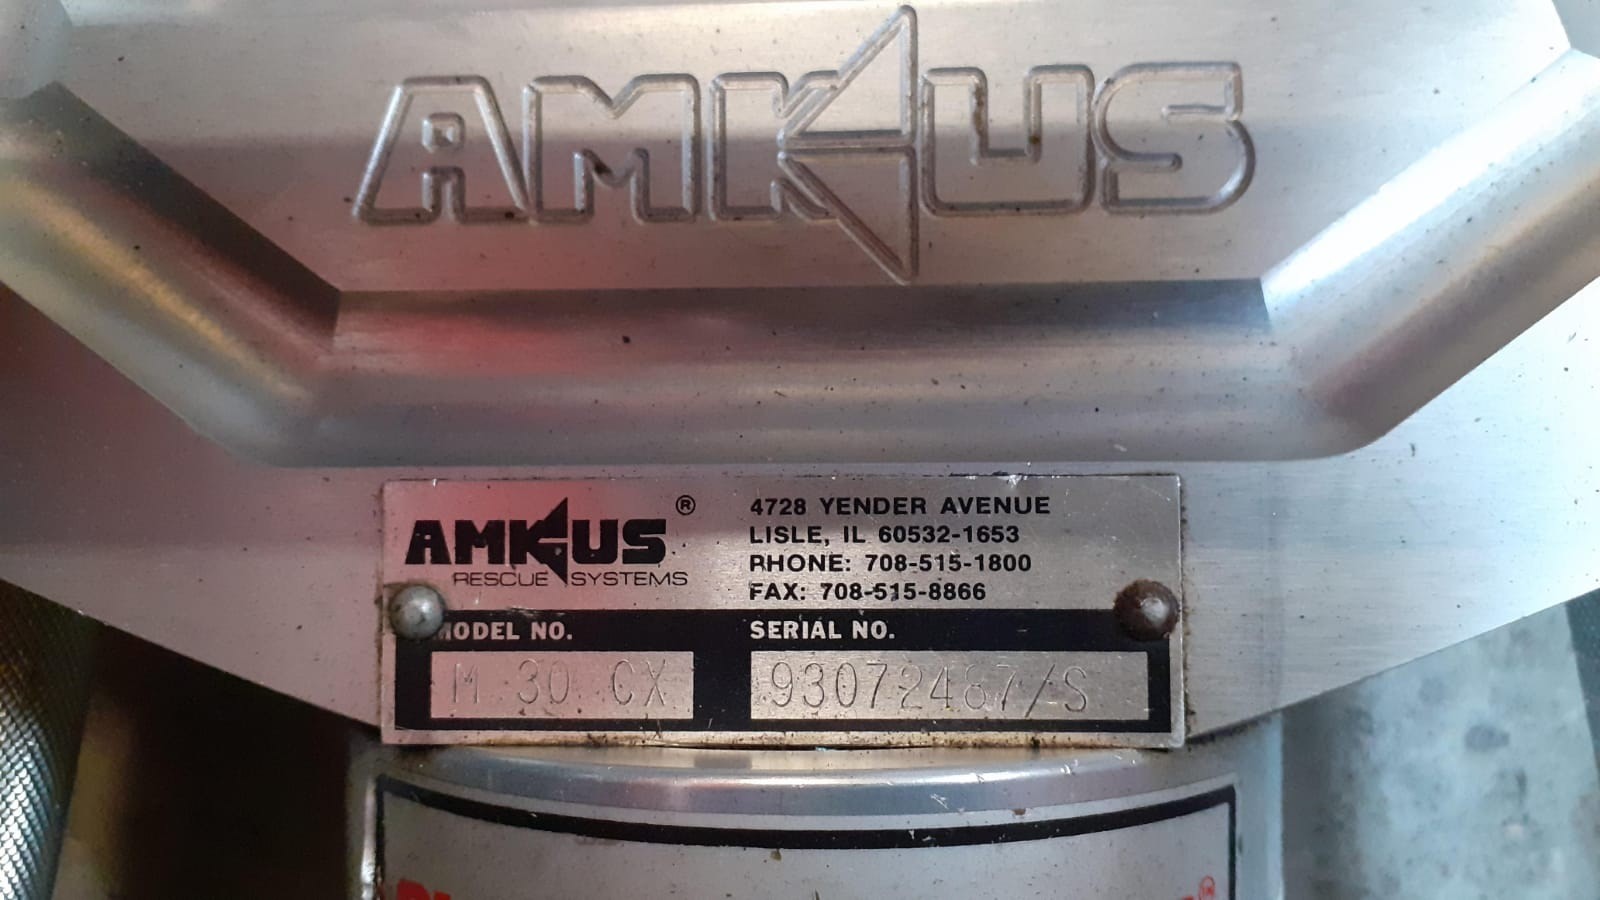 AMKUS
AMKUS ®
RESCUE SYSTEMS
4728 YENDER AVENUE
LISLE, IL 60532-1653
PHONE: 708-515-1800
FAX: 708-515-8866
MODEL NO.
M 30 CX
SERIAL NO.
93072487/S